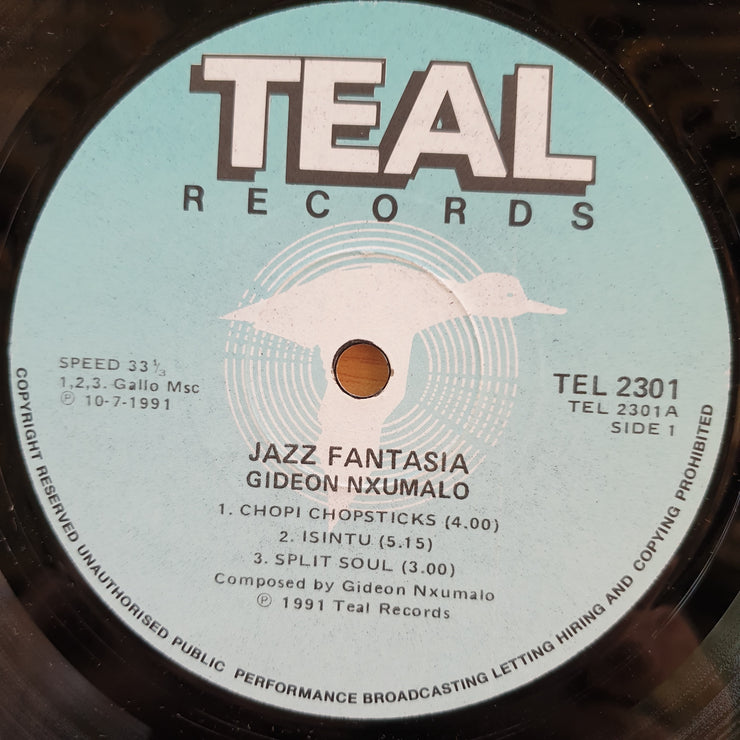 TEAL
RECORDS
SPEED 33 1/3
1,2,3. Gallo Msc
℗ 10-7-1991
TEL 2301
TEL 2301A
SIDE 1
JAZZ FANTASIA
GIDEON NXUMALO
1. CHOPI CHOPSTICKS (4.00)
2. ISINTU (5.15)
3. SPLIT SOUL (3.00)
Composed by Gideon Nxumalo
℗ 1991 Teal Records
COPYRIGHT RESERVED UNAUTHORISED PUBLIC PERFORMANCE BROADCASTING LETTING HIRING AND COPYING PROHIBITED